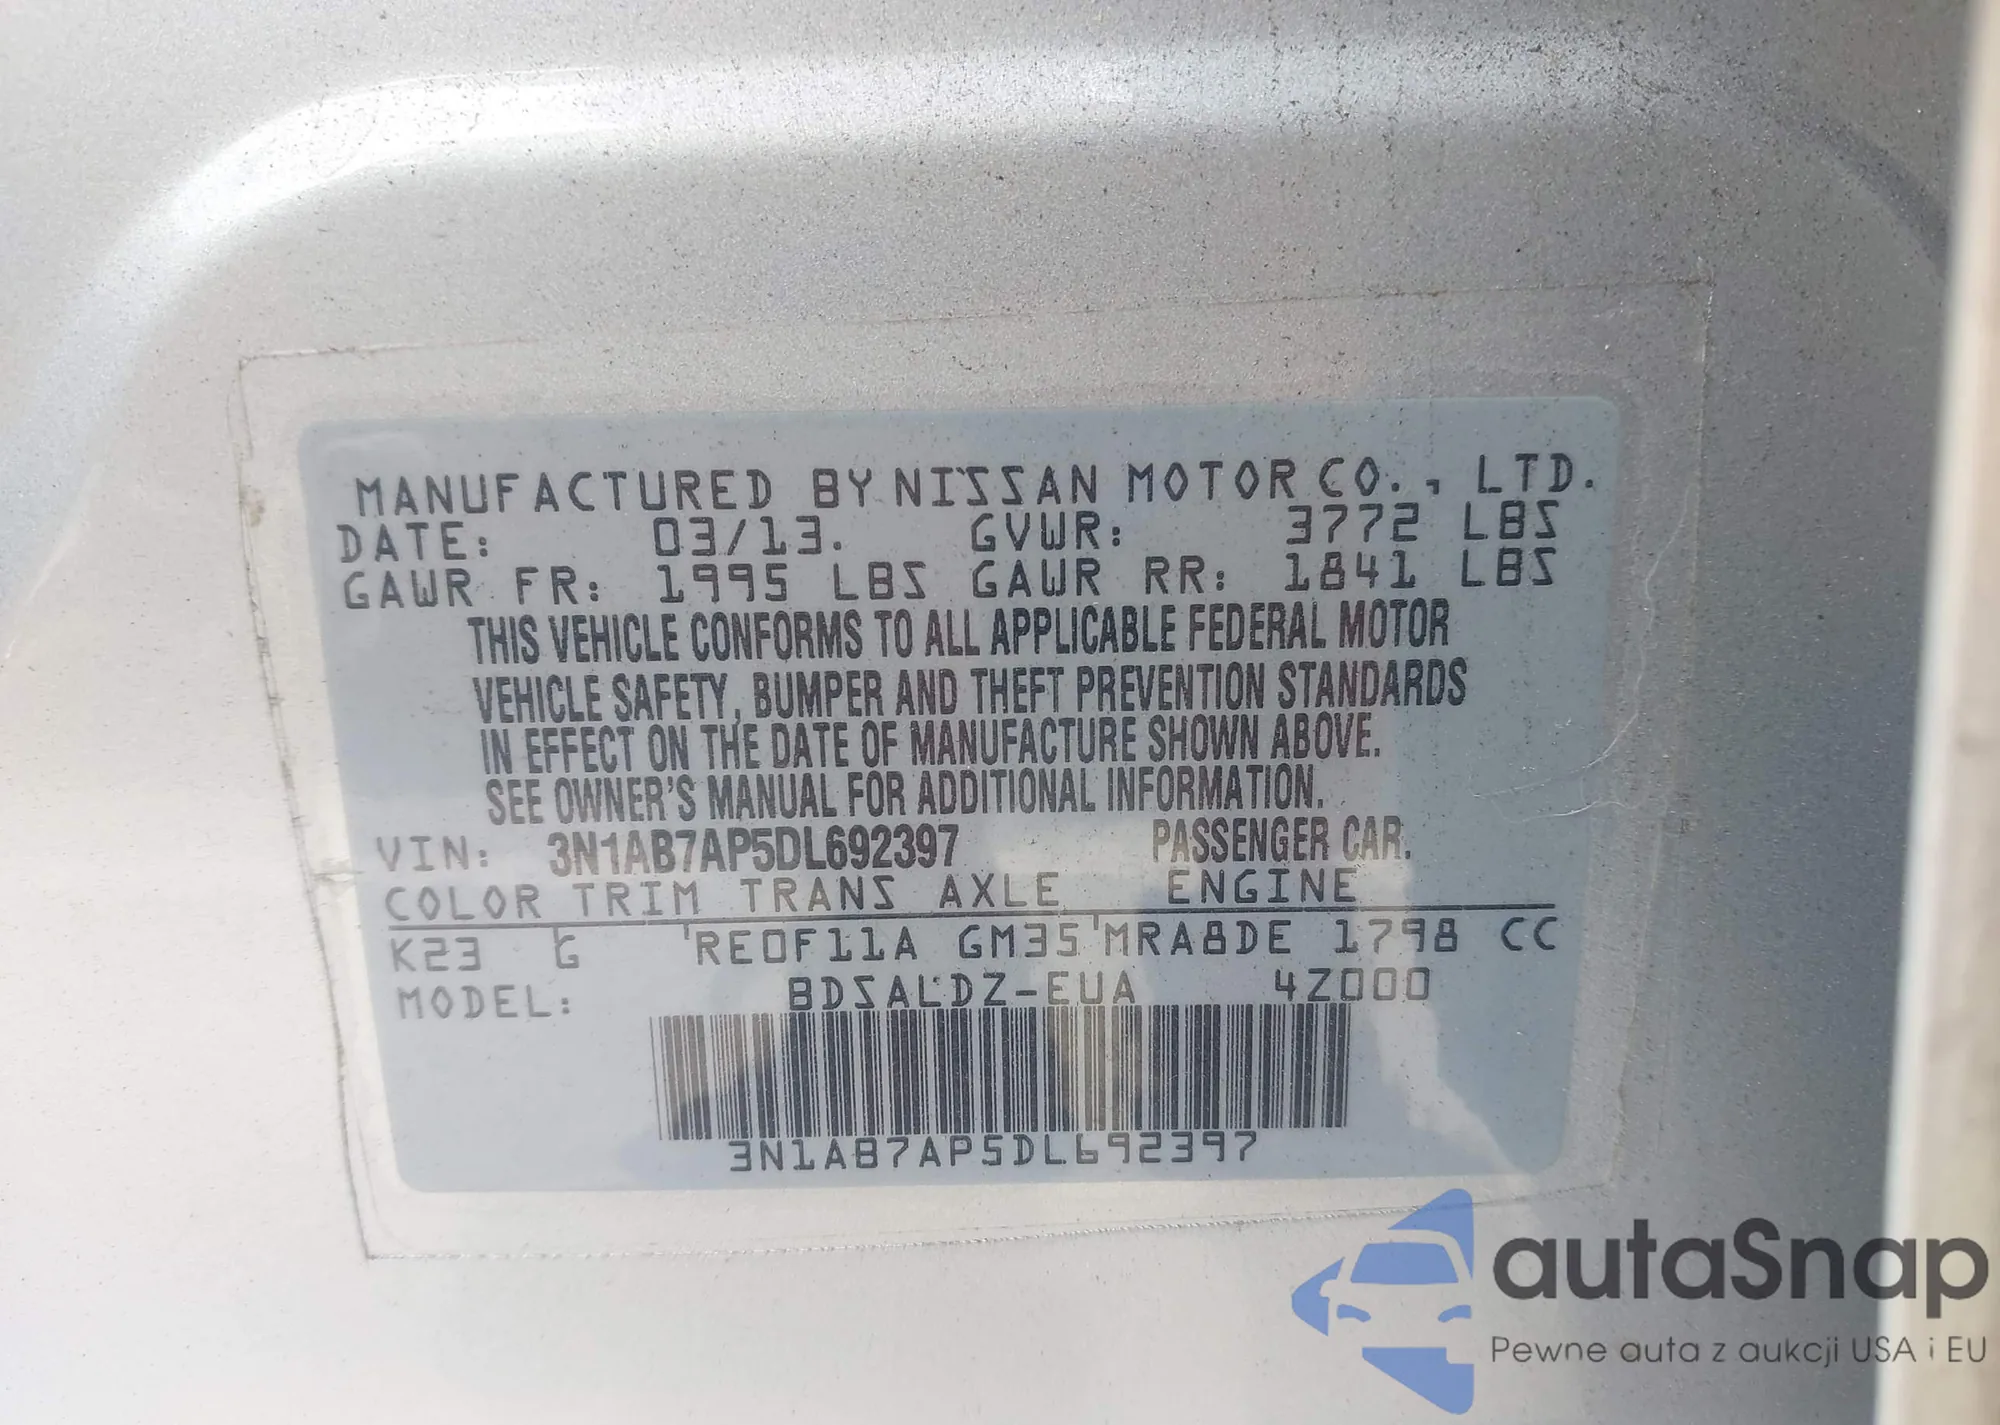 MANUFACTURED BY NISSAN MOTOR CO., LTD.
DATE: 03/13. GVWR: 3772 LBS
GAWR FR: 1995 LBS GAWR RR: 1841 LBS
THIS VEHICLE CONFORMS TO ALL APPLICABLE FEDERAL MOTOR
VEHICLE SAFETY, BUMPER AND THEFT PREVENTION STANDARDS
IN EFFECT ON THE DATE OF MANUFACTURE SHOWN ABOVE.
SEE OWNER'S MANUAL FOR ADDITIONAL INFORMATION.
VIN: 3N1AB7AP5DL692397 PASSENGER CAR.
COLOR TRIM TRANS AXLE ENGINE
K23 G RE0F11A GM35 MRA8DE 1798 CC
MODEL: BDSALDZ-EUA 4Z000
3N1AB7AP5DL692397
autaSnap
Pewne auta z aukcji USA i EU